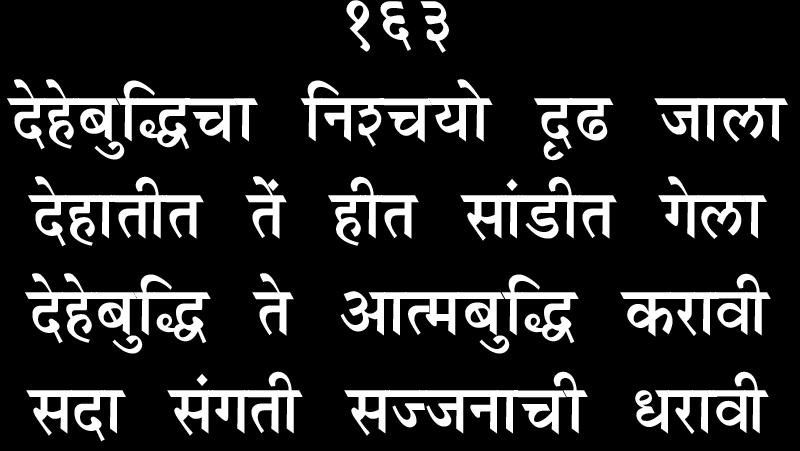 १६३
देहेबुद्धिचा निश्चयो दृढ जाला
देहातीत तें हीत सांडीत गेला
देहेबुद्धि ते आत्मबुद्धि करावी
सदा संगती सज्जनाची धरावी